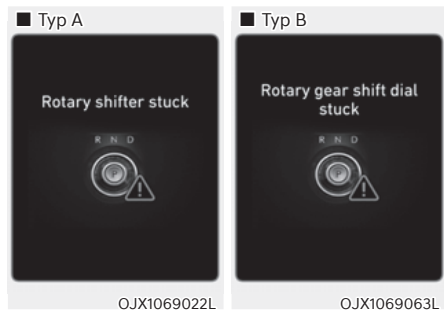 ■ Typ A
Rotary shifter stuck
R N D
P
OJX1069022L
■ Typ B
Rotary gear shift dial
stuck
R N D
P
OJX1069063L